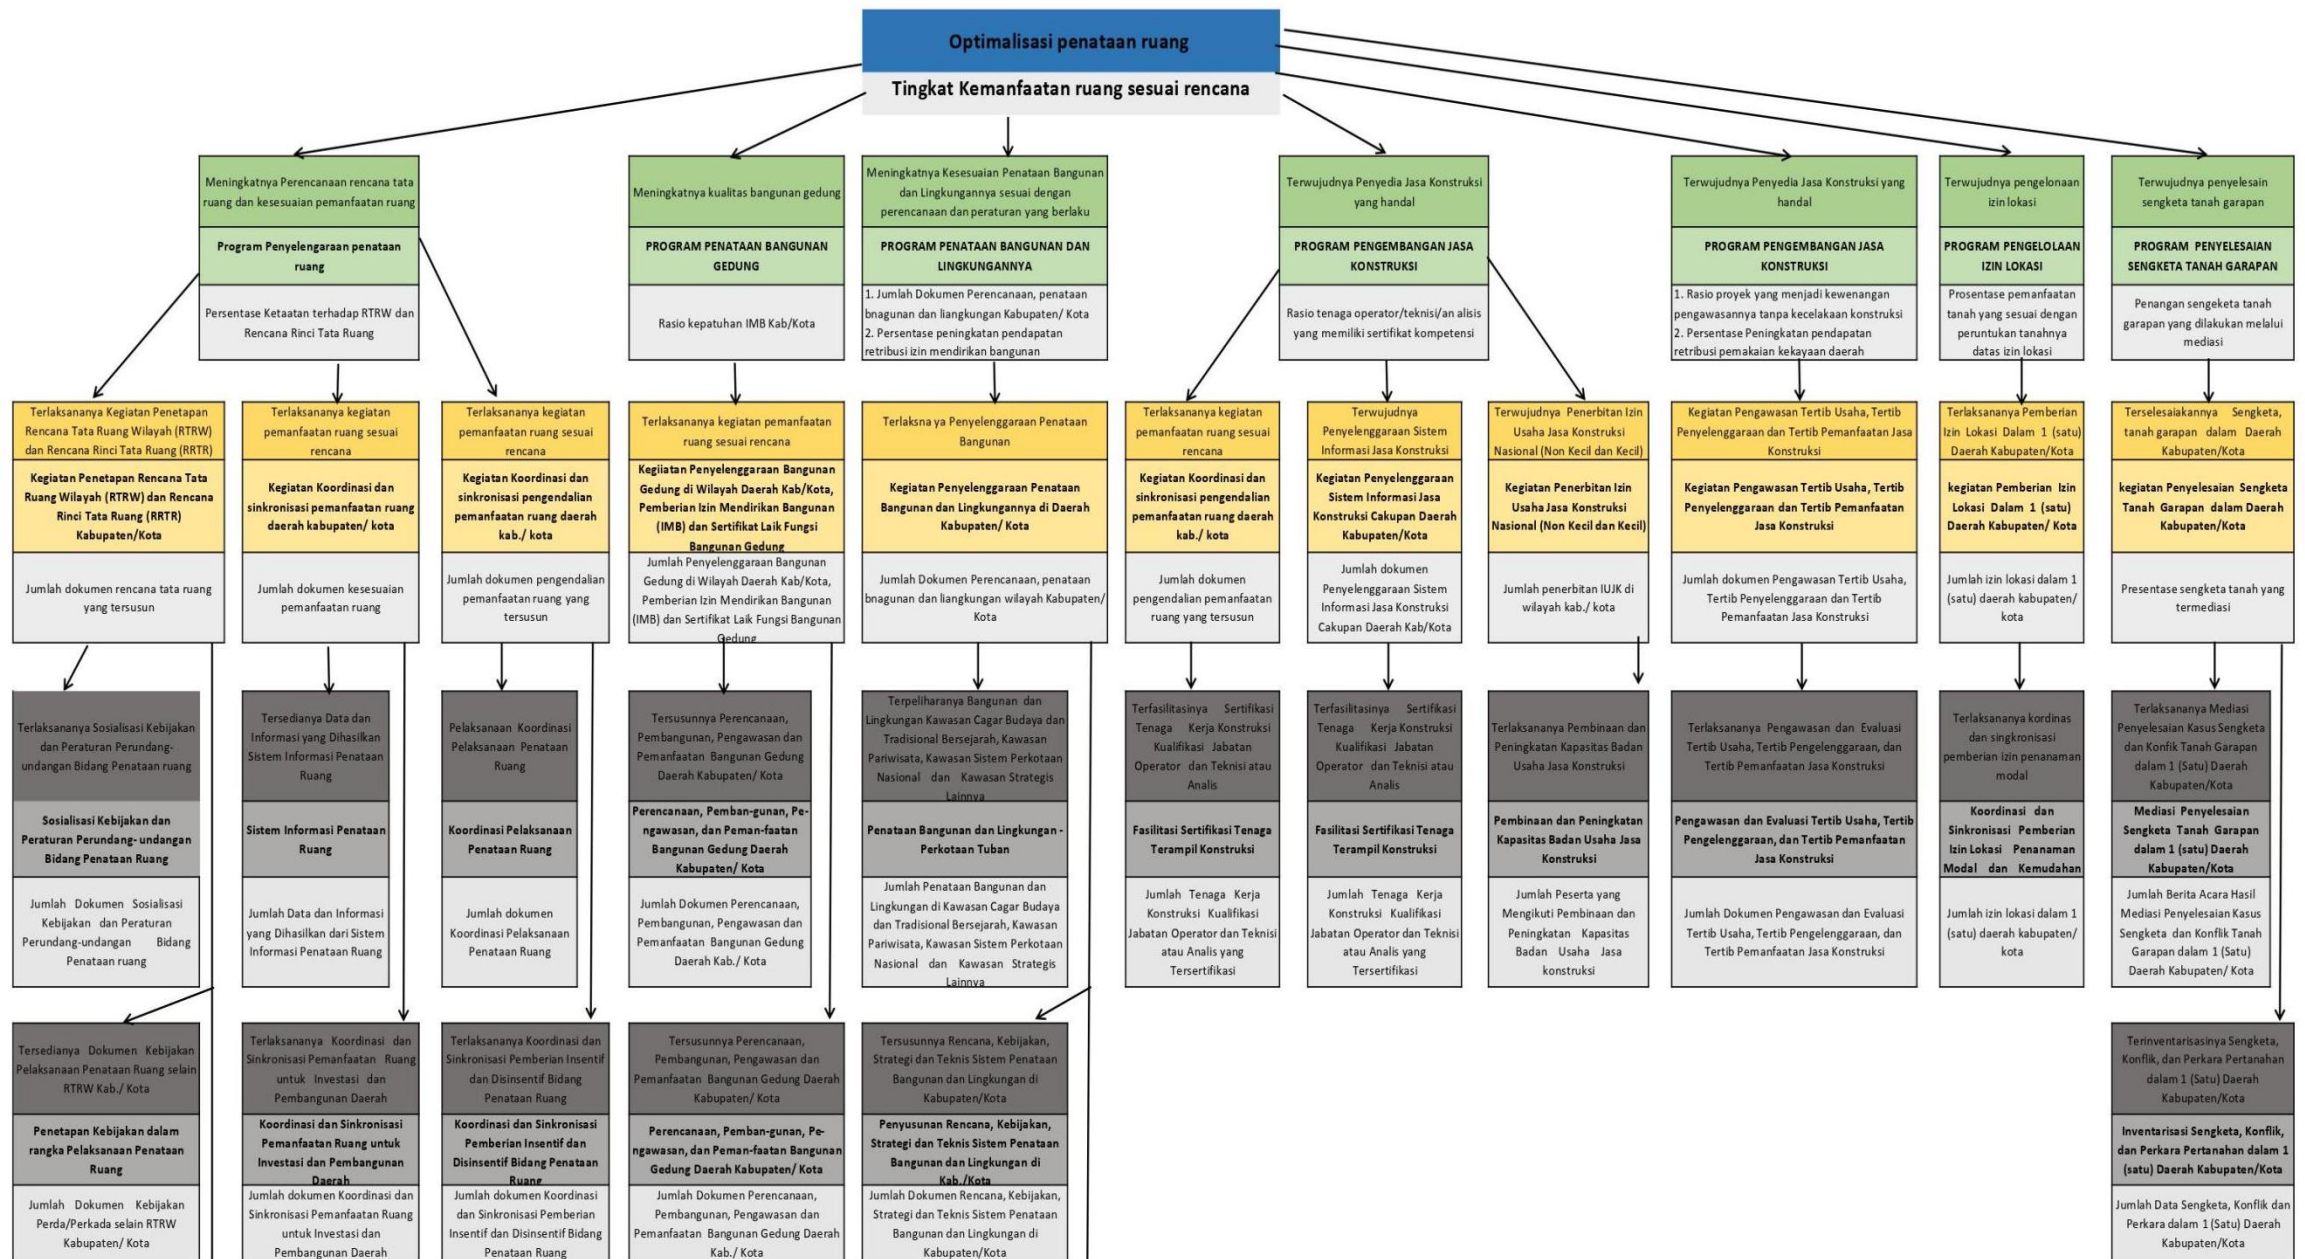 Optimalisasi penataan ruang
Tingkat Kemanfaatan ruang sesuai rencana
Meningkatnya Perencanaan rencana tata
ruang dan kesesuaian pemanfaatan ruang
Program Penyelengaraan penataan
ruang
Persentase Ketaatan terhadap RTRW dan
Rencana Rinci Tata Ruang
Meningkatnya kualitas bangunan gedung
PROGRAM PENATAAN BANGUNAN
GEDUNG
Rasio kepatuhan IMB Kab/Kota
Meningkatnya Kesesuaian Penataan Bangunan
dan Lingkungannya sesuai dengan
perencanaan dan peraturan yang berlaku
PROGRAM PENATAAN BANGUNAN DAN
LINGKUNGANNYA
1. Jumlah Dokumen Perencanaan, penataan
bnagunan dan liangkungan Kabupaten/ Kota
2. Persentase peningkatan pendapatan
retribusi izin mendirikan bangunan
Terwujudnya Penyedia Jasa Konstruksi
yang handal
PROGRAM PENGEMBANGAN JASA
KONSTRUKSI
Rasio tenaga operator/teknisi/an alisis
yang memiliki sertifikat kompetensi
Terwujudnya Penyedia Jasa Konstruksi yang
handal
PROGRAM PENGEMBANGAN JASA
KONSTRUKSI
1. Rasio proyek yang menjadi kewenangan
pengawasannya tanpa kecelakaan konstruksi
2. Persentase Peningkatan pendapatan
retribusi pemakaian kekayaan daerah
Terwujudnya pengelonaan
izin lokasi
PROGRAM PENGELOLAAN
IZIN LOKASI
Prosentase pemanfaatan
tanah yang sesuai dengan
peruntukan tanahnya
datas izin lokasi
Terwujudnya penyelesain
sengketa tanah garapan
PROGRAM PENYELESAIAN
SENGKETA TANAH GARAPAN
Penangan sengeketa tanah
garapan yang dilakukan melalui
mediasi
Terlaksananya Kegiatan Penetapan
Rencana Tata Ruang Wilayah (RTRW)
dan Rencana Rinci Tata Ruang (RRTR)
Kegiatan Penetapan Rencana Tata
Ruang Wilayah (RTRW) dan Rencana
Rinci Tata Ruang (RRTR)
Kabupaten/Kota
Jumlah dokumen rencana tata ruang
yang tersusun
Terlaksananya kegiatan
pemanfaatan ruang sesuai
rencana
Kegiatan Koordinasi dan
sinkronisasi pemanfaatan ruang
daerah kabupaten/ kota
Jumlah dokumen kesesuaian
pemanfaatan ruang
Terlaksananya kegiatan
pemanfaatan ruang sesuai
rencana
Kegiatan Koordinasi dan
sinkronisasi pengendalian
pemanfaatan ruang daerah
kab./ kota
Jumlah dokumen pengendalian
pemanfaatan ruang yang
tersusun
Terlaksananya kegiatan pemanfaatan
ruang sesuai rencana
Kegiiatan Penyelenggaraan Bangunan
Gedung di Wilayah Daerah Kab/Kota,
Pemberian Izin Mendirikan Bangunan
(IMB) dan Sertifikat Laik Fungsi
Bangunan Gedung
Jumlah Penyelenggaraan Bangunan
Gedung di Wilayah Daerah Kab/Kota,
Pemberian Izin Mendirikan Bangunan
(IMB) dan Sertifikat Laik Fungsi Bangunan
Gedung
Terlaksna ya Penyelenggaraan Penataan
Bangunan
Kegiatan Penyelenggaraan Penataan
Bangunan dan Lingkungannya di Daerah
Kabupaten/ Kota
Jumlah Dokumen Perencanaan, penataan
bnagunan dan liangkungan wilayah Kabupaten/
Kota
Terlaksananya kegiatan
pemanfaatan ruang sesuai
rencana
Kegiatan Koordinasi dan
sinkronisasi pengendalian
pemanfaatan ruang daerah
kab./ kota
Jumlah dokumen
pengendalian pemanfaatan
ruang yang tersusun
Terwujudnya
Penyelenggaraan Sistem
Informasi Jasa Konstruksi
Kegiatan Penyelenggaraan
Sistem Informasi Jasa
Konstruksi Cakupan Daerah
Kabupaten/Kota
Jumlah dokumen
Penyelenggaraan Sistem
Informasi Jasa Konstruksi
Cakupan Daerah Kab/Kota
Terwujudnya Penerbitan Izin
Usaha Jasa Konstruksi
Nasional (Non Kecil dan Kecil)
Kegiatan Penerbitan Izin
Usaha Jasa Konstruksi
Nasional (Non Kecil dan Kecil)
Jumlah penerbitan IUJK di
wilayah kab./ kota
Kegiatan Pengawasan Tertib Usaha, Tertib
Penyelenggaraan dan Tertib Pemanfaatan Jasa
Konstruksi
Kegiatan Pengawasan Tertib Usaha, Tertib
Penyelenggaraan dan Tertib Pemanfaatan
Jasa Konstruksi
Jumlah dokumen Pengawasan Tertib Usaha,
Tertib Penyelenggaraan dan Tertib
Pemanfaatan Jasa Konstruksi
Terlaksananya Pemberian
Izin Lokasi Dalam 1 (satu)
Daerah Kabupaten/Kota
kegiatan Pemberian Izin
Lokasi Dalam 1 (satu)
Daerah Kabupaten/ Kota
Jumlah izin lokasi dalam 1
(satu) daerah kabupaten/
kota
Terselesaiakannya Sengketa,
tanah garapan dalam Daerah
Kabupaten/Kota
kegiatan Penyelesaian Sengketa
Tanah Garapan dalam Daerah
Kabupaten/Kota
Presentase sengketa tanah yang
termediasi
Terlaksananya Sosialisasi Kebijakan
dan Peraturan Perundang-
undangan Bidang Penataan ruang
Sosialisasi Kebijakan dan
Peraturan Perundang- undangan
Bidang Penataan Ruang
Jumlah Dokumen Sosialisasi
Kebijakan dan Peraturan
Perundang-undangan Bidang
Penataan ruang
Tersedianya Data dan
Informasi yang Dihasilkan
Sistem Informasi Penataan
Ruang
Sistem Informasi Penataan
Ruang
Jumlah Data dan Informasi
yang Dihasilkan dari Sistem
Informasi Penataan Ruang
Pelaksanaan Koordinasi
Pelaksanaan Penataan
Ruang
Koordinasi Pelaksanaan
Penataan Ruang
Jumlah dokumen
Koordinasi Pelaksanaan
Penataan Ruang
Tersusunnya Perencanaan,
Pembangunan, Pengawasan dan
Pemanfaatan Bangunan Gedung
Daerah Kabupaten/ Kota
Perencanaan, Pemban-gunan, Pe-
ngawasan, dan Peman-faatan
Bangunan Gedung Daerah
Kabupaten/ Kota
Jumlah Dokumen Perencanaan,
Pembangunan, Pengawasan dan
Pemanfaatan Bangunan Gedung
Daerah Kab./ Kota
Terpeliharanya Bangunan dan
Lingkungan Kawasan Cagar Budaya dan
Tradisional Bersejarah, Kawasan
Pariwisata, Kawasan Sistem Perkotaan
Nasional dan Kawasan Strategis
Lainnya
Penataan Bangunan dan Lingkungan -
Perkotaan Tuban
Jumlah Penataan Bangunan dan
Lingkungan di Kawasan Cagar Budaya
dan Tradisional Bersejarah, Kawasan
Pariwisata, Kawasan Sistem Perkotaan
Nasional dan Kawasan Strategis
Lainnya
Terfasilitasinya Sertifikasi
Tenaga Kerja Konstruksi
Kualifikasi Jabatan
Operator dan Teknisi atau
Analis
Fasilitasi Sertifikasi Tenaga
Terampil Konstruksi
Jumlah Tenaga Kerja
Konstruksi Kualifikasi
Jabatan Operator dan Teknisi
atau Analis yang
Tersertifikasi
Terfasilitasinya Sertifikasi
Tenaga Kerja Konstruksi
Kualifikasi Jabatan
Operator dan Teknisi atau
Analis
Fasilitasi Sertifikasi Tenaga
Terampil Konstruksi
Jumlah Tenaga Kerja
Konstruksi Kualifikasi
Jabatan Operator dan Teknisi
atau Analis yang
Tersertifikasi
Terlaksananya Pembinaan dan
Peningkatan Kapasitas Badan
Usaha Jasa Konstruksi
Pembinaan dan Peningkatan
Kapasitas Badan Usaha Jasa
Konstruksi
Jumlah Peserta yang
Mengikuti Pembinaan dan
Peningkatan Kapasitas
Badan Usaha Jasa
konstruksi
Terlaksananya Pengawasan dan Evaluasi
Tertib Usaha, Tertib Pengelenggaraan, dan
Tertib Pemanfaatan Jasa Konstruksi
Pengawasan dan Evaluasi Tertib Usaha, Tertib
Pengelenggaraan, dan Tertib Pemanfaatan
Jasa Konstruksi
Jumlah Dokumen Pengawasan dan Evaluasi
Tertib Usaha, Tertib Pengelenggaraan, dan
Tertib Pemanfaatan Jasa Konstruksi
Terlaksananya kordinas
dan singkronisasi
pemberian izin penanaman
modal
Koordinasi dan
Sinkronisasi Pemberian
Izin Lokasi Penanaman
Modal dan Kemudahan
Jumlah izin lokasi dalam 1
(satu) daerah kabupaten/
kota
Terlaksananya Mediasi
Penyelesaian Kasus Sengketa
dan Konfik Tanah Garapan
dalam 1 (Satu) Daerah
Kabupaten/Kota
Mediasi Penyelesaian
Sengketa Tanah Garapan
dalam 1 (satu) Daerah
Kabupaten/Kota
Jumlah Berita Acara Hasil
Mediasi Penyelesaian Kasus
Sengketa dan Konflik Tanah
Garapan dalam 1 (Satu)
Daerah Kabupaten/ Kota
Tersedianya Dokumen Kebijakan
Pelaksanaan Penataan Ruang selain
RTRW Kab./ Kota
Penetapan Kebijakan dalam
rangka Pelaksanaan Penataan
Ruang
Jumlah Dokumen Kebijakan
Perda/Perkada selain RTRW
Kabupaten/ Kota
Terlaksananya Koordinasi dan
Sinkronisasi Pemanfaatan Ruang
untuk Investasi dan
Pembangunan Daerah
Koordinasi dan Sinkronisasi
Pemanfaatan Ruang untuk
Investasi dan Pembangunan
Daerah
Jumlah dokumen Koordinasi dan
Sinkronisasi Pemanfaatan Ruang
untuk Investasi dan
Pembangunan Daerah
Terlaksananya Koordinasi dan
Sinkronisasi Pemberian Insentif
dan Disinsentif Bidang
Penataan Ruang
Koordinasi dan Sinkronisasi
Pemberian Insentif dan
Disinsentif Bidang Penataan
Ruang
Jumlah dokumen Koordinasi
dan Sinkronisasi Pemberian
Insentif dan Disinsentif Bidang
Penataan Ruang
Tersusunnya Perencanaan,
Pembangunan, Pengawasan dan
Pemanfaatan Bangunan Gedung Daerah
Kabupaten/ Kota
Perencanaan, Pemban-gunan, Pe-
ngawasan, dan Peman-faatan Bangunan
Gedung Daerah Kabupaten/ Kota
Jumlah Dokumen Perencanaan,
Pembangunan, Pengawasan dan
Pemanfaatan Bangunan Gedung Daerah
Kab./ Kota
Tersusunnya Rencana, Kebijakan,
Strategi dan Teknis Sistem Penataan
Bangunan dan Lingkungan di
Kabupaten/Kota
Penyusunan Rencana, Kebijakan,
Strategi dan Teknis Sistem Penataan
Bangunan dan Lingkungan di
Kab./Kota
Jumlah Dokumen Rencana, Kebijakan,
Strategi dan Teknis Sistem Penataan
Bangunan dan Lingkungan di
Kabupaten/Kota
Terinventarisasinya Sengketa,
Konflik, dan Perkara Pertanahan
dalam 1 (Satu) Daerah
Kabupaten/Kota
Inventarisasi Sengketa, Konflik,
dan Perkara Pertanahan dalam 1
(satu) Daerah Kabupaten/Kota
Jumlah Data Sengketa, Konflik dan
Perkara dalam 1 (Satu) Daerah
Kabupaten/Kota